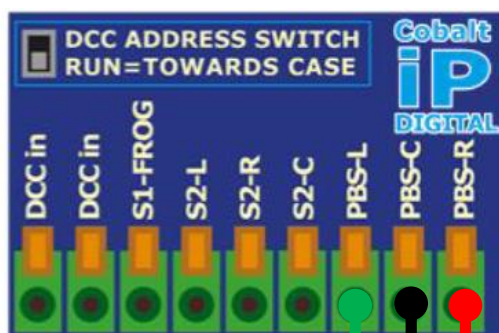 DCC ADDRESS SWITCH
RUN=TOWARDS CASE
Cobalt
iP
DIGITAL
DCC in
DCC in
S1-FROG
S2-L
S2-R
S2-C
PBS-L
PBS-C
PBS-R